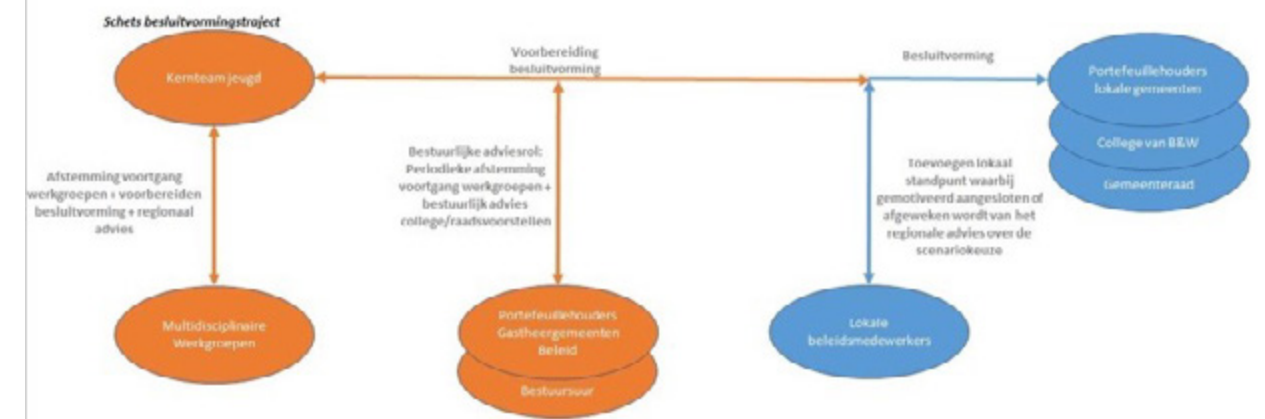 Schets besluitvormingstraject
Kernteam jeugd
Voorbereiding
besluitvorming
Besluitvorming
Portefeuillehouders
lokale gemeenten
College van B&W
Gemeenteraad
Afstemming voortgang
werkgroepen + voorbereiden
besluitvorming + regionaal
advies
Bestuurlijke adviesrol:
Periodieke afstemming
voortgang werkgroepen +
bestuurlijk advies
college/raadsvoorstellen
Toevoegen lokaal
standpunt waarbij
gemotiveerd aangesloten of
afgeweken wordt van het
regionale advies over de
scenariokeuze
Multidisciplinaire
Werkgroepen
Portefeuillehouders
Gastheergemeenten
Beleid
Bestuursuur
Lokale
beleidsmedewerkers